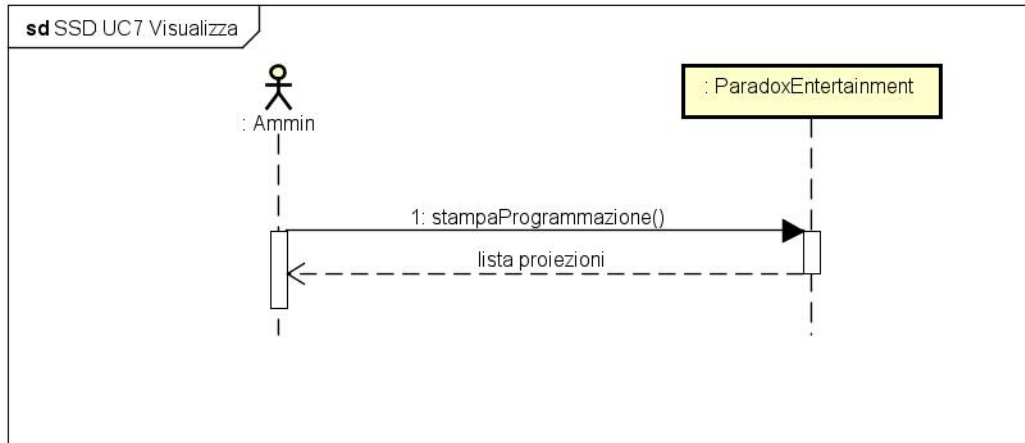 sd SSD UC7 Visualizza
: Ammin
: ParadoxEntertainment
1: stampaProgrammazione()
lista proiezioni